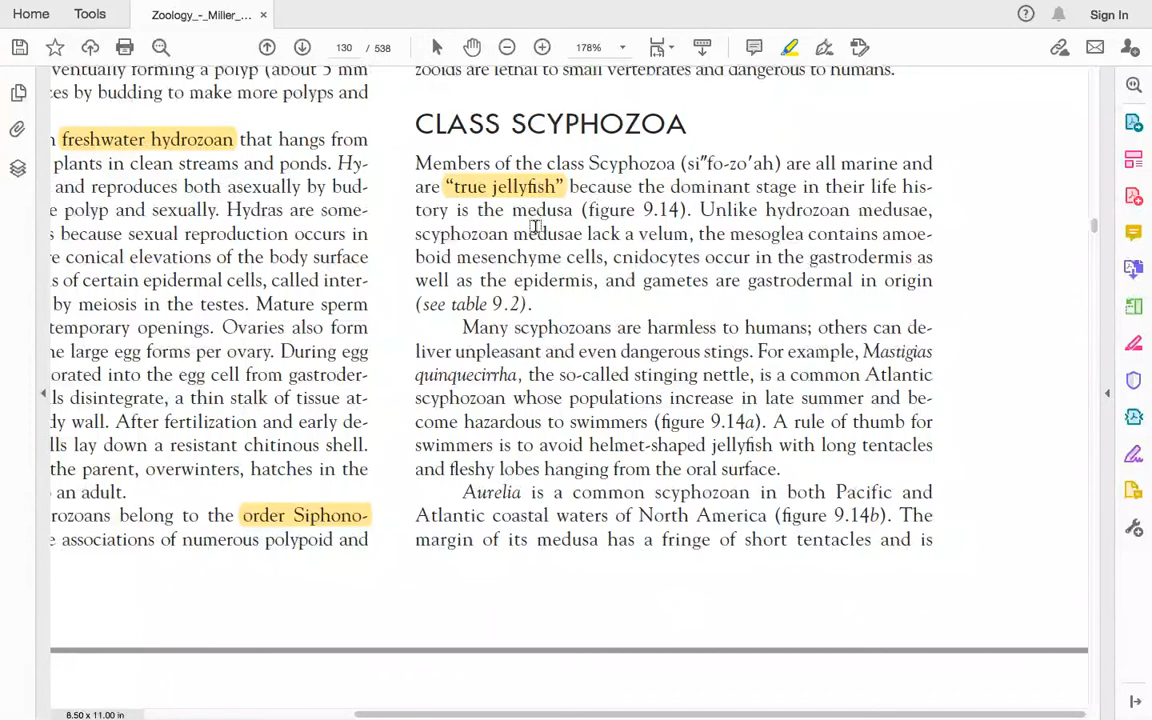 Home
Tools
Zoology_-_Miller_...
Sign In
130 / 538
178%
ventually forming a polyp (about 5 mm
es by budding to make more polyps and
freshwater hydrozoan that hangs from
plants in clean streams and ponds. Hy-
and reproduces both asexually by bud-
e polyp and sexually. Hydras are some-
s because sexual reproduction occurs in
e conical elevations of the body surface
s of certain epidermal cells, called inter-
by meiosis in the testes. Mature sperm
temporary openings. Ovaries also form
ne large egg forms per ovary. During egg
orated into the egg cell from gastroder-
ls disintegrate, a thin stalk of tissue at-
dy wall. After fertilization and early de-
lls lay down a resistant chitinous shell.
the parent, overwinters, hatches in the
an adult.
rozoans belong to the order Siphono-
e associations of numerous polypoid and
zooids are lethal to small vertebrates and dangerous to humans.
CLASS SCYPHOZOA
Members of the class Scyphozoa (si″fo-zo′ah) are all marine and
are “true jellyfish” because the dominant stage in their life his-
tory is the medusa (figure 9.14). Unlike hydrozoan medusae,
scyphozoan medusae lack a velum, the mesoglea contains amoe-
boid mesenchyme cells, cnidocytes occur in the gastrodermis as
well as the epidermis, and gametes are gastrodermal in origin
(see table 9.2).
Many scyphozoans are harmless to humans; others can de-
liver unpleasant and even dangerous stings. For example, Mastigias
quinquecirrha, the so-called stinging nettle, is a common Atlantic
scyphozoan whose populations increase in late summer and be-
come hazardous to swimmers (figure 9.14a). A rule of thumb for
swimmers is to avoid helmet-shaped jellyfish with long tentacles
and fleshy lobes hanging from the oral surface.
Aurelia is a common scyphozoan in both Pacific and
Atlantic coastal waters of North America (figure 9.14b). The
margin of its medusa has a fringe of short tentacles and is
8.50 x 11.00 in